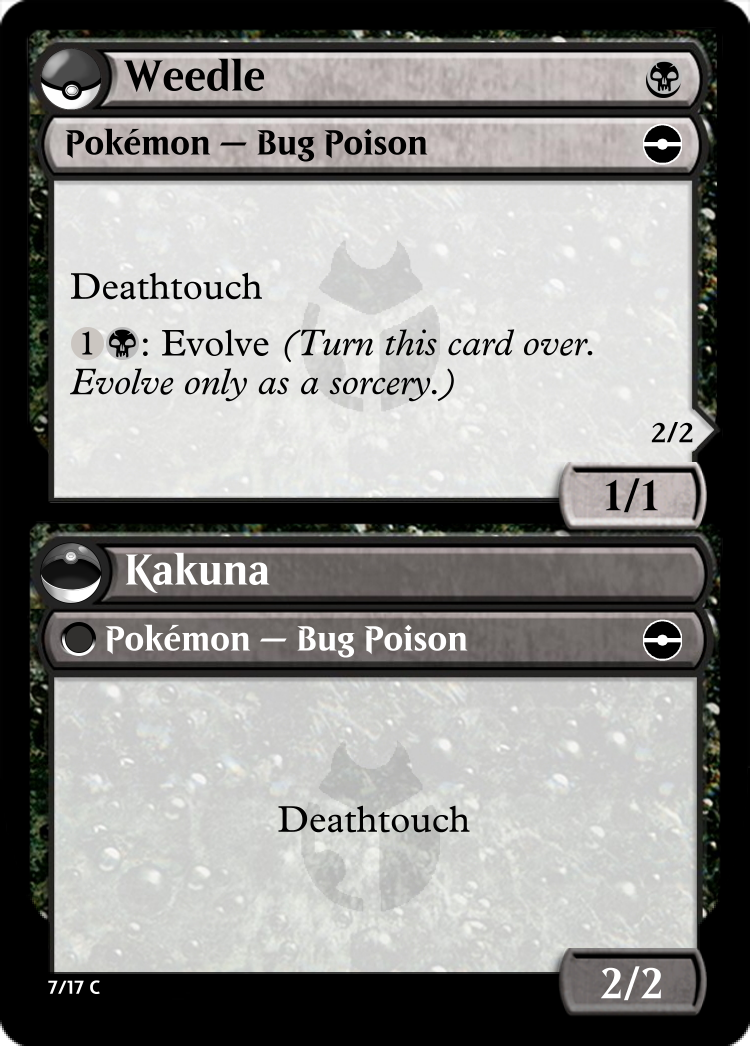 Weedle
Pokémon — Bug Poison
Deathtouch
1 : Evolve (Turn this card over.
Evolve only as a sorcery.)
2/2
1/1
Kakuna
Pokémon — Bug Poison
Deathtouch
7/17 C
2/2